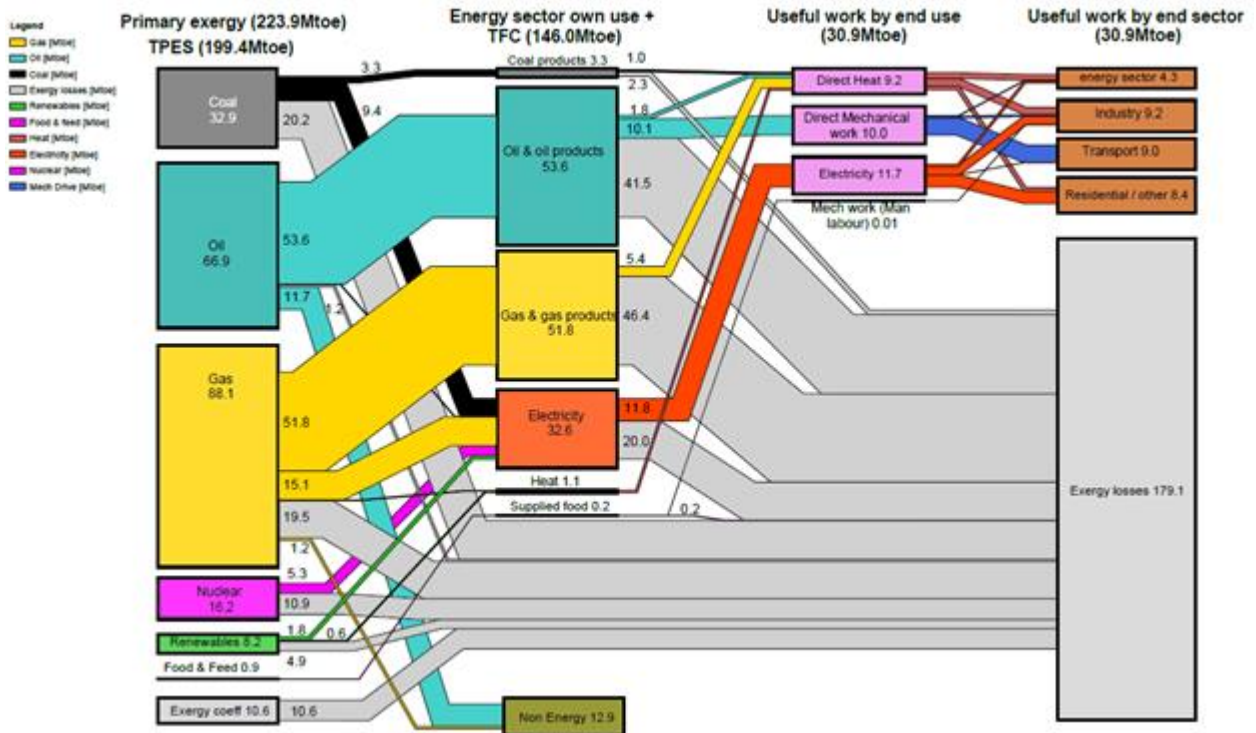 Primary exergy (223.9Mtoe)
TPES (199.4Mtoe)
Energy sector own use +
TFC (146.0Mtoe)
Useful work by end use
(30.9Mtoe)
Useful work by end sector
(30.9Mtoe)
Legend
Gas [Mtoe]
Oil [Mtoe]
Coal [Mtoe]
Exergy losses [Mtoe]
Renewables [Mtoe]
Food & feed [Mtoe]
Heat [Mtoe]
Electricity [Mtoe]
Nuclear [Mtoe]
Mech Drive [Mtoe]
Coal
32.9
3.3
9.4
20.2
Oil
66.9
53.6
11.7
1.2
Gas
88.1
51.8
15.1
19.5
1.2
Nuclear
16.2
5.3
10.9
Renewables 8.2
1.8
0.6
4.9
Food & Feed 0.9
Exergy coeff 10.6
10.6
Coal products 3.3
1.0
2.3
Oil & oil products
53.6
1.8
10.1
41.5
Gas & gas products
51.8
5.4
46.4
Electricity
32.6
11.8
20.0
Heat 1.1
Supplied food 0.2
0.2
Non Energy 12.9
Direct Heat 9.2
Direct Mechanical
work 10.0
Electricity 11.7
Mech work (Man
labour) 0.01
energy sector 4.3
Industry 9.2
Transport 9.0
Residential / other 8.4
Exergy losses 179.1